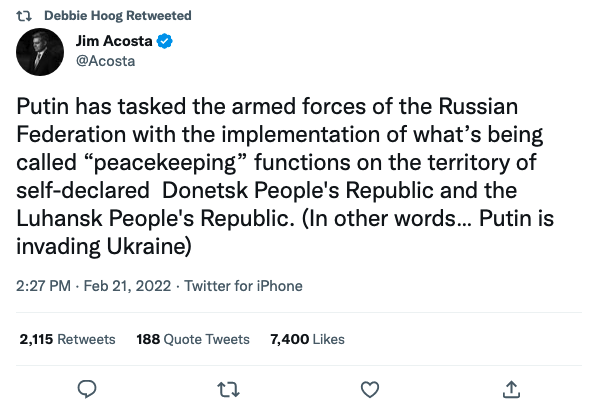 Debbie Hoog Retweeted
Jim Acosta
@Acosta
Putin has tasked the armed forces of the Russian
Federation with the implementation of what’s being
called “peacekeeping” functions on the territory of
self-declared  Donetsk People's Republic and the
Luhansk People's Republic. (In other words... Putin is
invading Ukraine)
2:27 PM · Feb 21, 2022 · Twitter for iPhone
2,115 Retweets 188 Quote Tweets 7,400 Likes